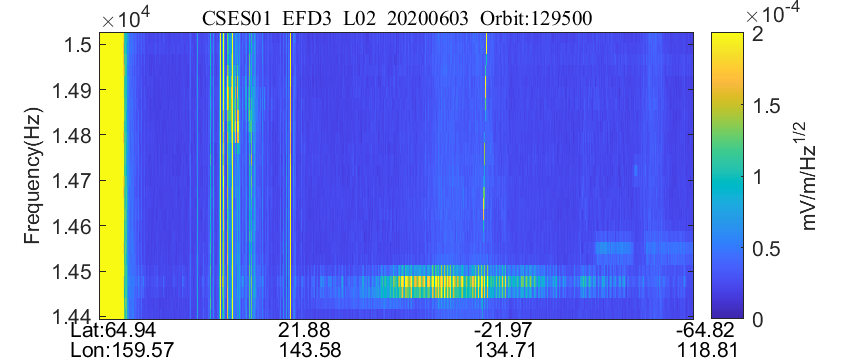 ×10⁴ CSES01 EFD3 L02 20200603 Orbit:129500 ×10⁻⁴
1.5
1.49
1.48
1.47
1.46
1.45
1.44
Frequency(Hz)
2
1.5
1
0.5
0
mV/m/Hz^1/2
Lat:64.94 21.88 -21.97 -64.82
Lon:159.57 143.58 134.71 118.81